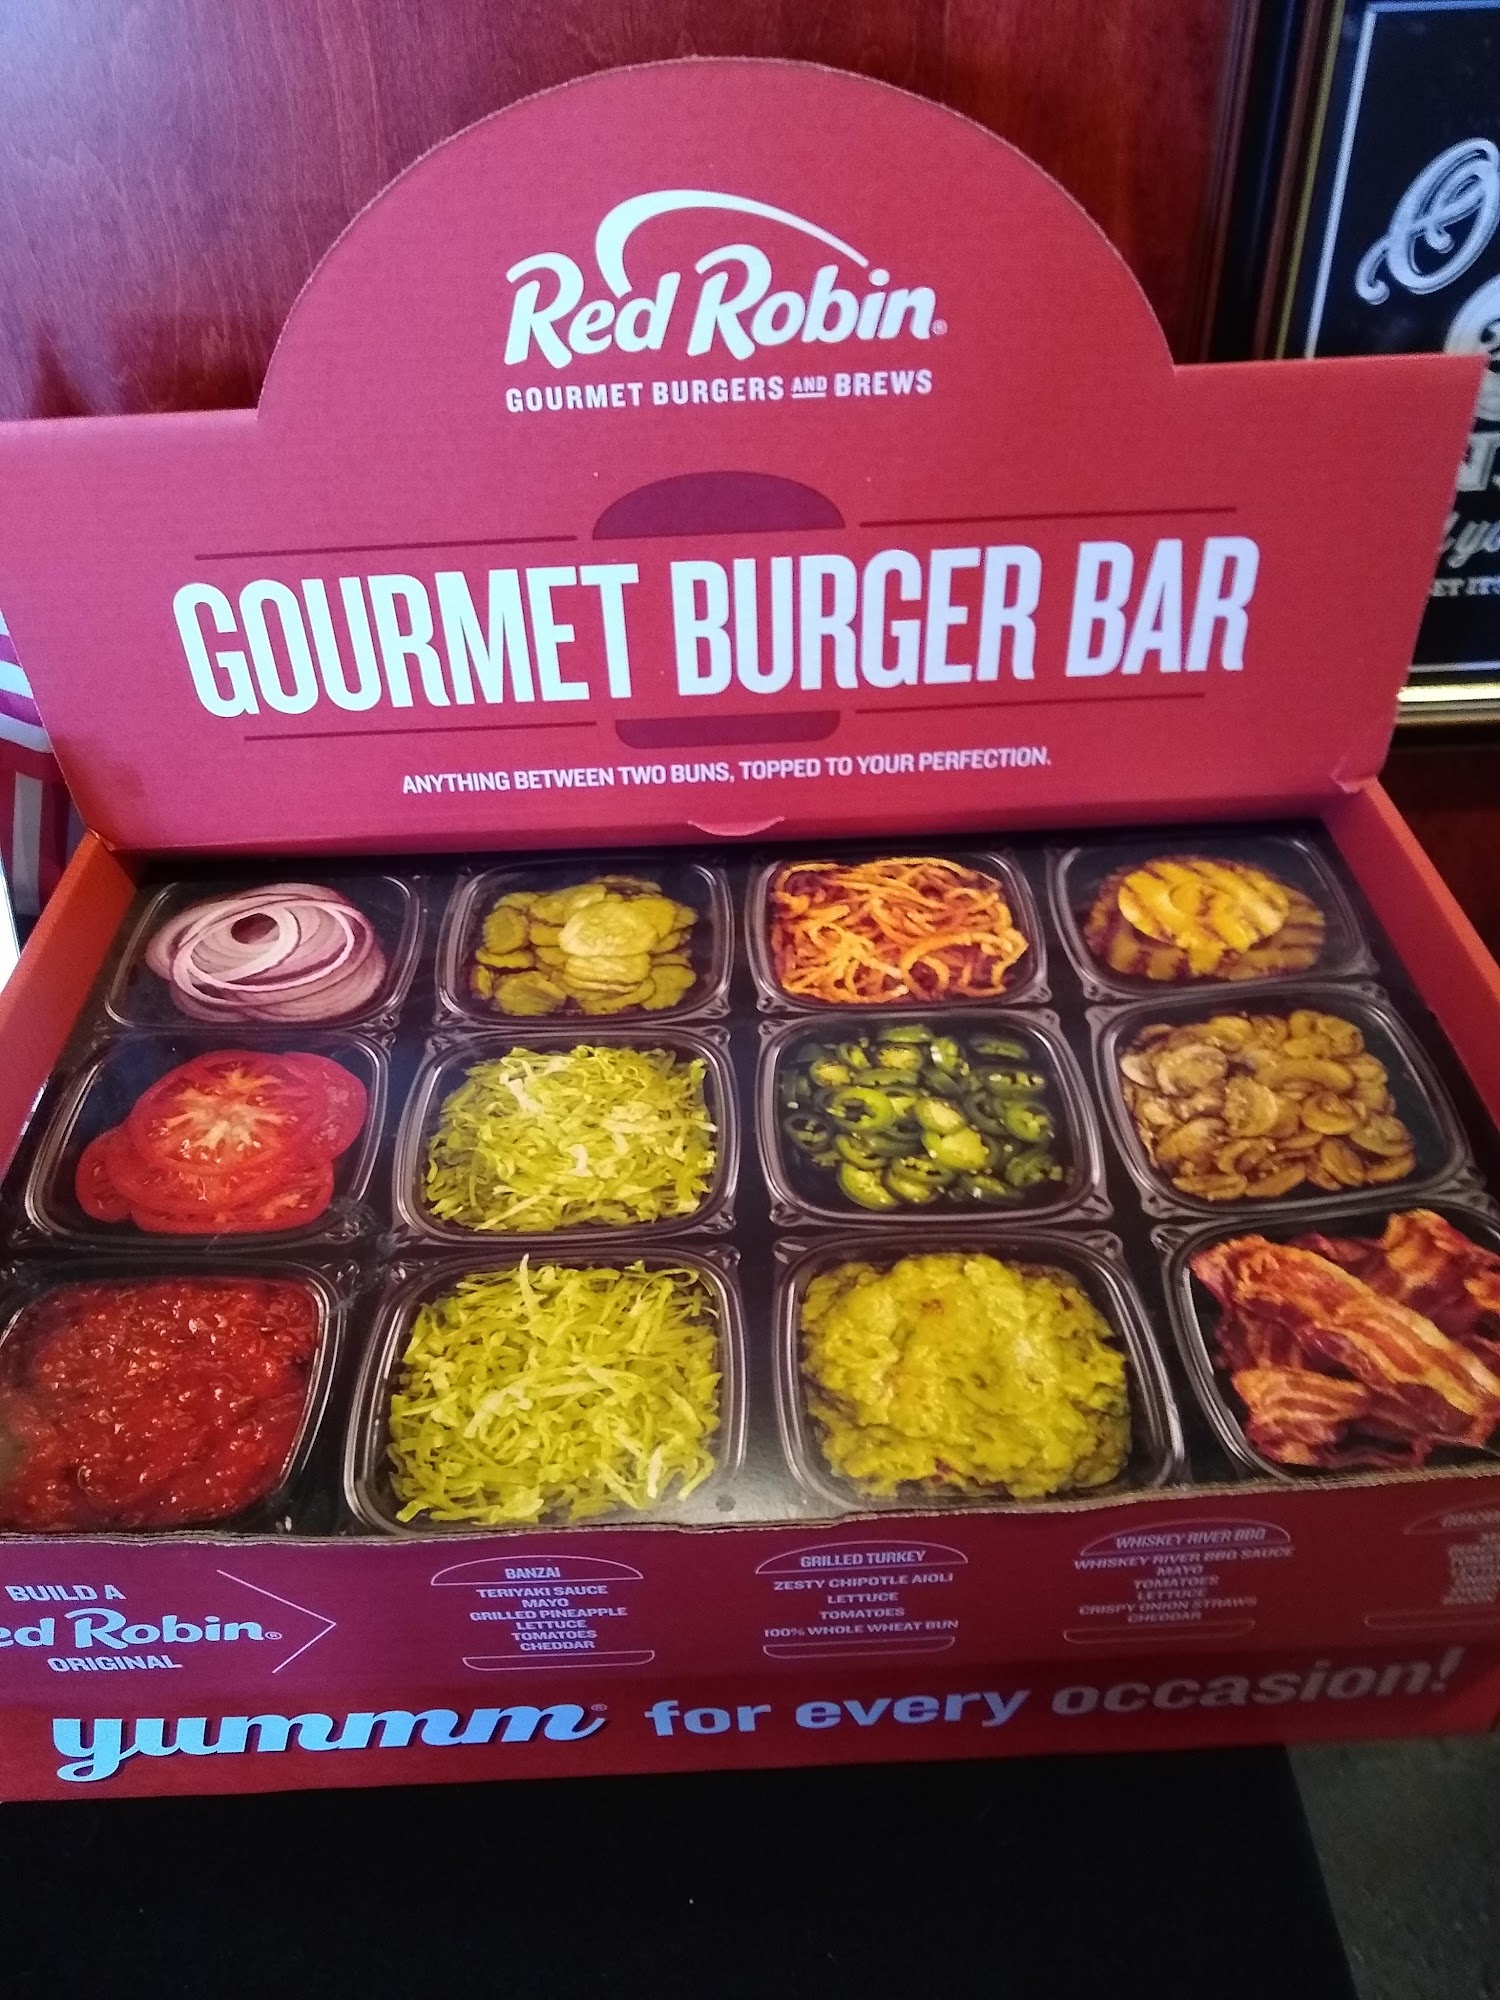 Red Robin®
GOURMET BURGERS AND BREWS
GOURMET BURGER BAR
ANYTHING BETWEEN TWO BUNS, TOPPED TO YOUR PERFECTION.
BUILD A
ed Robin®
ORIGINAL
BANZAI
TERIYAKI SAUCE
MAYO
GRILLED PINEAPPLE
LETTUCE
TOMATOES
CHEDDAR
GRILLED TURKEY
ZESTY CHIPOTLE AIOLI
LETTUCE
TOMATOES
100% WHOLE WHEAT BUN
WHISKEY RIVER BBQ
WHISKEY RIVER BBQ SAUCE
MAYO
TOMATOES
LETTUCE
CRISPY ONION STRAWS
CHEDDAR
yummm® for every occasion!